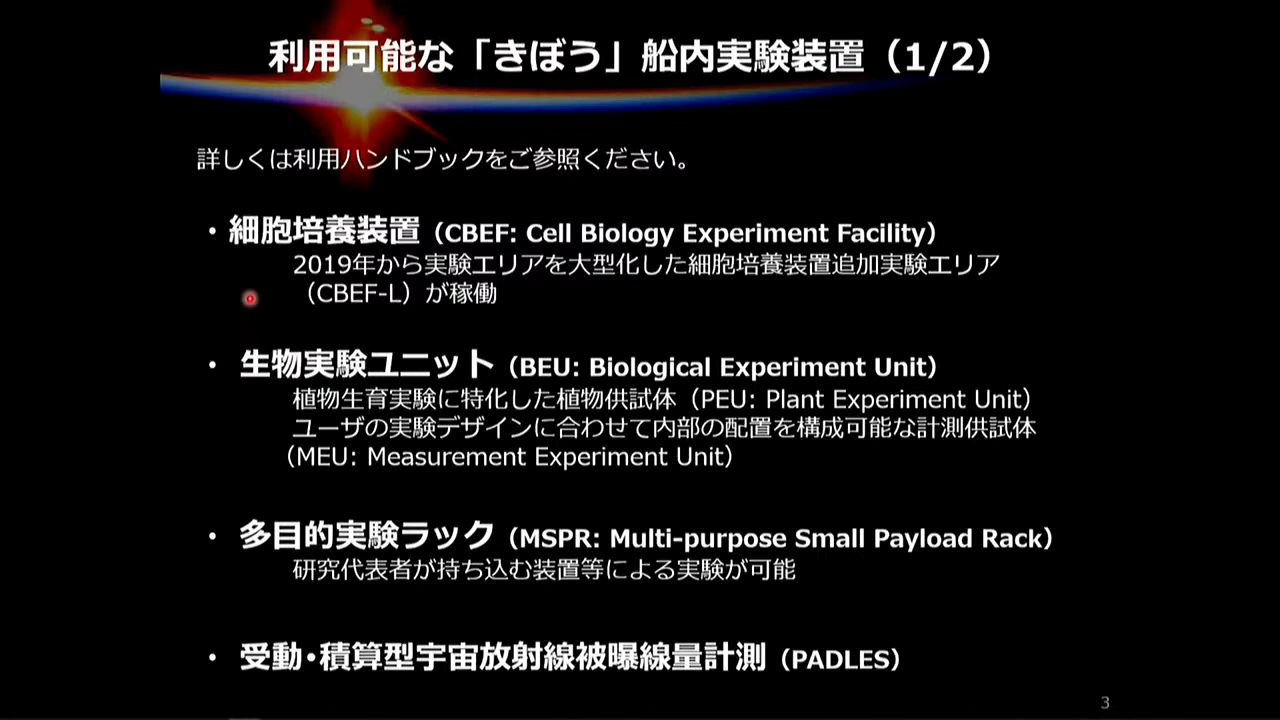 利用可能な「きぼう」船内実験装置（1/2）
詳しくは利用ハンドブックをご参照ください。
・細胞培養装置（CBEF: Cell Biology Experiment Facility）
2019年から実験エリアを大型化した細胞培養装置追加実験エリア
（CBEF-L）が稼働
・ 生物実験ユニット（BEU: Biological Experiment Unit）
植物生育実験に特化した植物供試体（PEU: Plant Experiment Unit）
ユーザの実験デザインに合わせて内部の配置を構成可能な計測供試体
（MEU: Measurement Experiment Unit）
・ 多目的実験ラック（MSPR: Multi-purpose Small Payload Rack）
研究代表者が持ち込む装置等による実験が可能
・ 受動・積算型宇宙放射線被曝線量計測（PADLES）
3